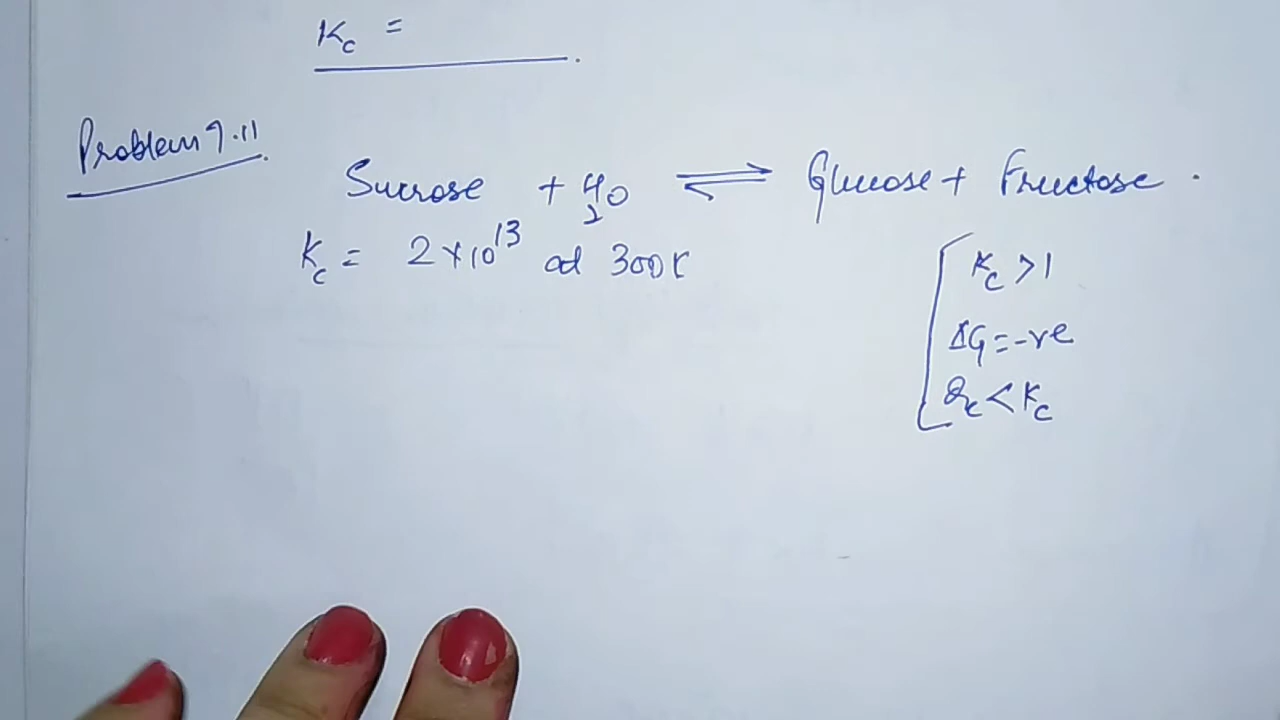 Kc =
Problem 9.11
Sucrose + H2O ⇌ Glucose + Fructose .
Kc = 2 × 10^13 at 300K
Kc > 1
ΔG = -ve
Qc < Kc